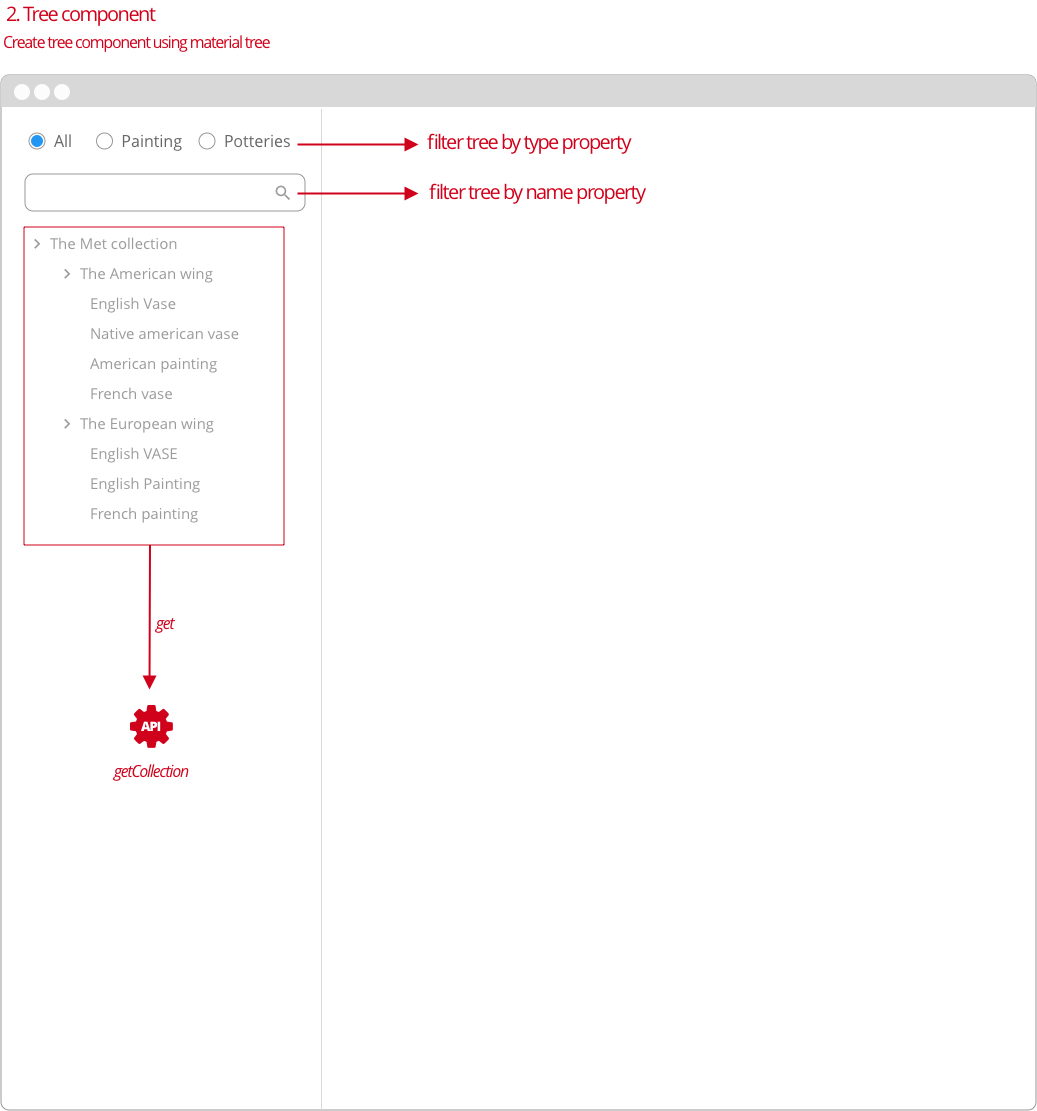 2. Tree component
Create tree component using material tree
All Painting Potteries filter tree by type property
filter tree by name property
The Met collection
The American wing
English Vase
Native american vase
American painting
French vase
The European wing
English VASE
English Painting
French painting
get
API
getCollection